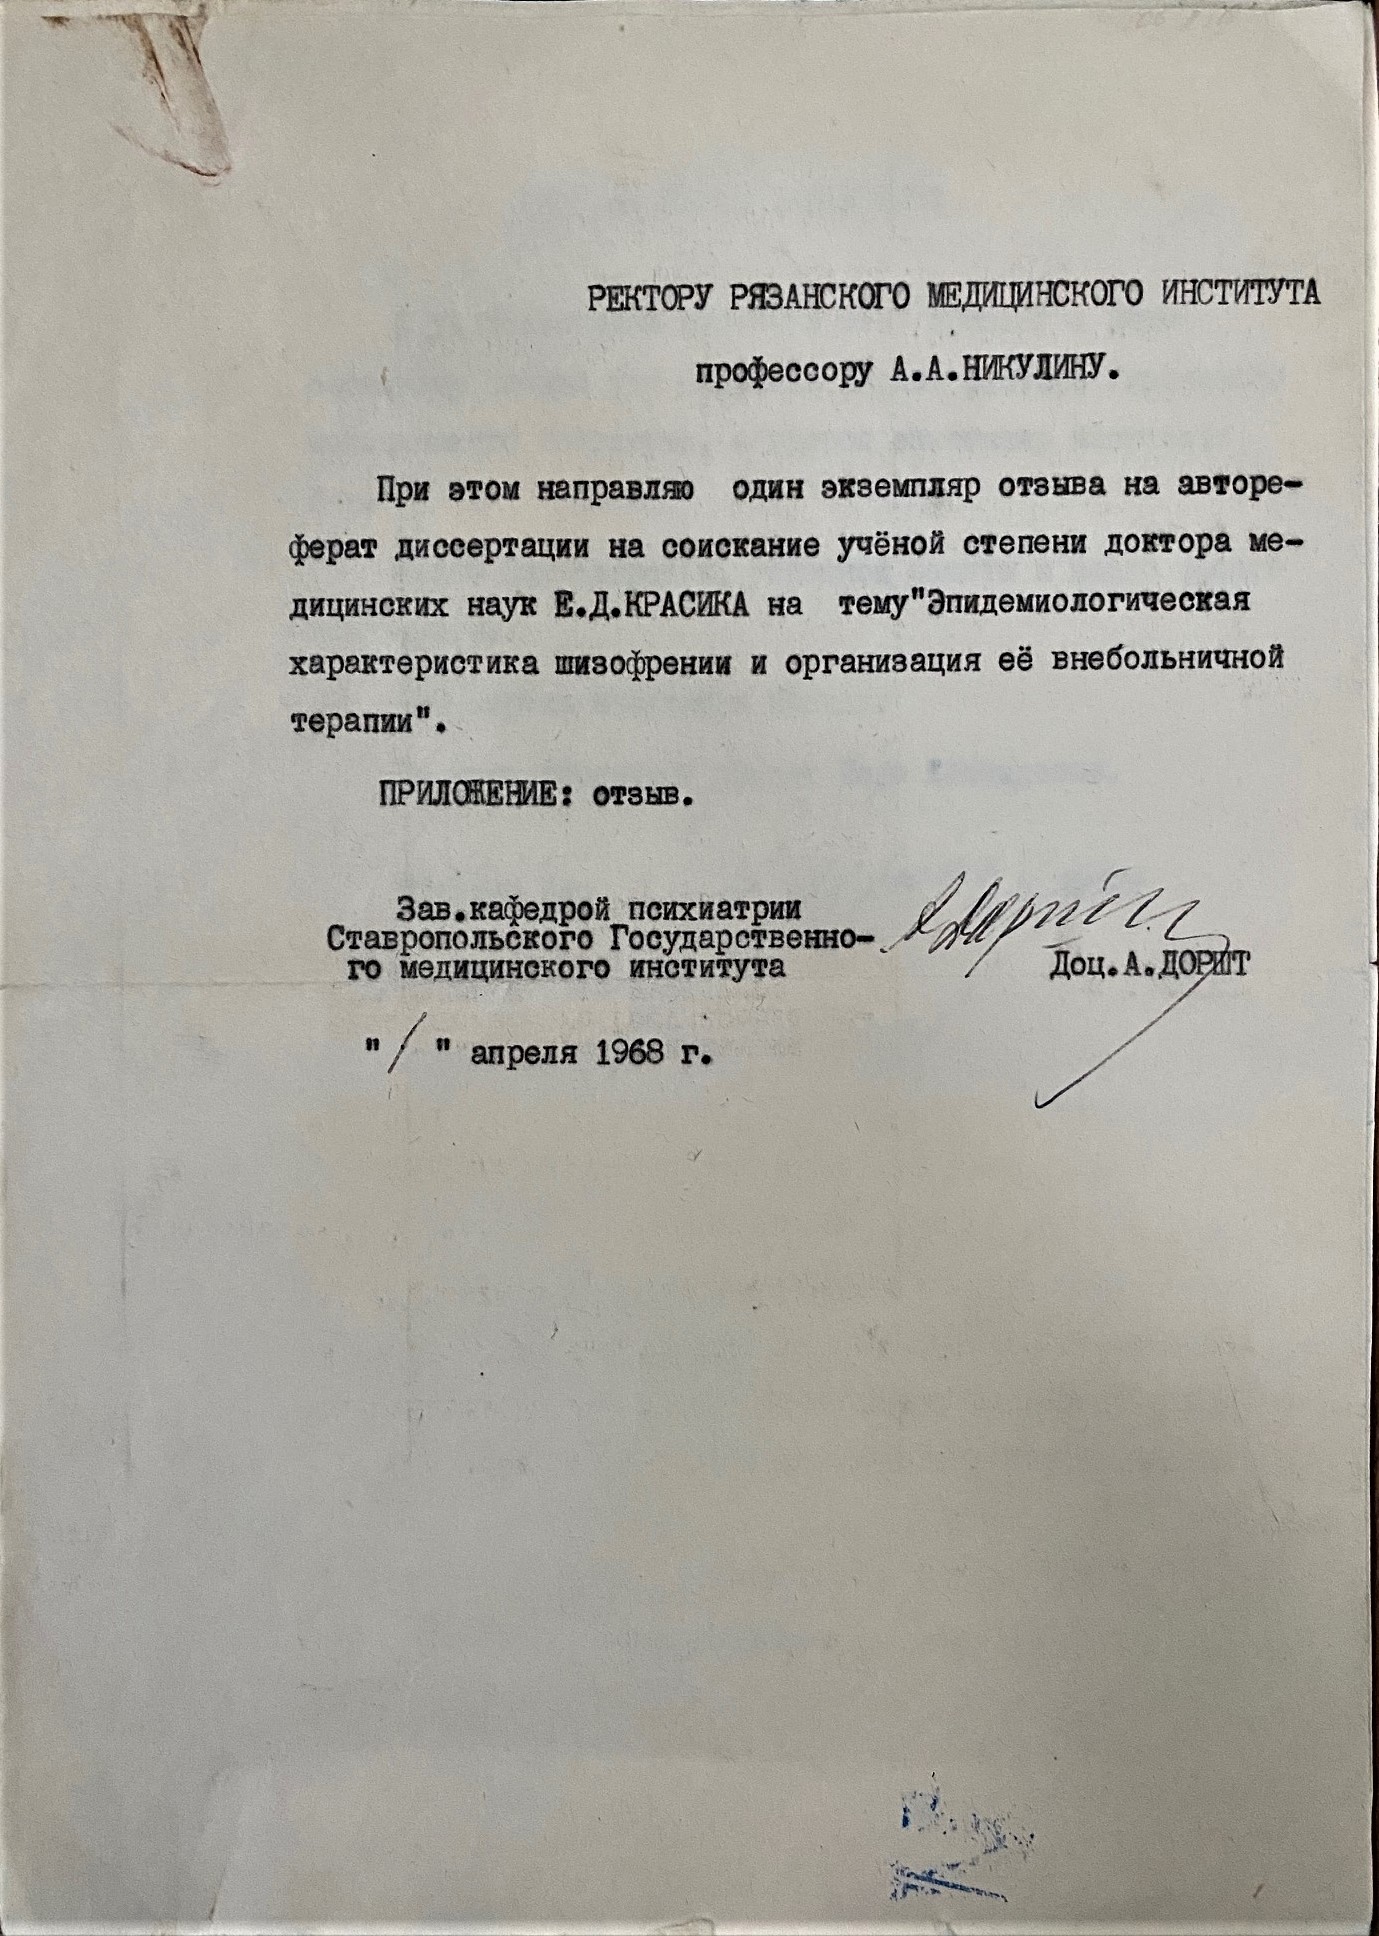 РЕКТОРУ РЯЗАНСКОГО МЕДИЦИНСКОГО ИНСТИТУТА
профессору А.А.НИКУЛИНУ.
При этом направляю один экземпляр отзыва на авторе-
ферат диссертации на соискание учёной степени доктора ме-
дицинских наук Е.Д.КРАСИКА на тему"Эпидемиологическая
характеристика шизофрении и организация её внебольничной
терапии".
ПРИЛОЖЕНИЕ: отзыв.
Зав.кафедрой психиатрии
Ставропольского Государственно-
го медицинского института
Доц.А.ДОРШТ
"1" апреля 1968 г.